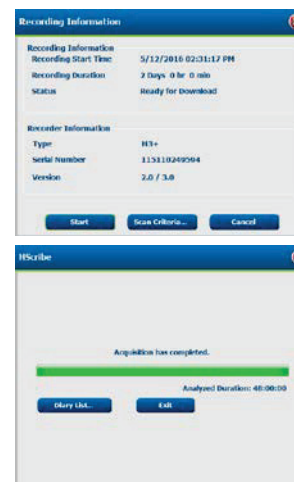 Recording Information
Recording Information
Recording Start Time 5/12/2016 02:31:17 PM
Recording Duration 2 Days 0 hr 0 min
Status Ready for Download
Recorder Information
Type H3+
Serial Number 115110249594
Version 2.0 / 3.0
Start Scan Criteria... Cancel
HScribe
Acquisition has completed.
Analyzed Duration: 48:00:00
Diary List... Exit